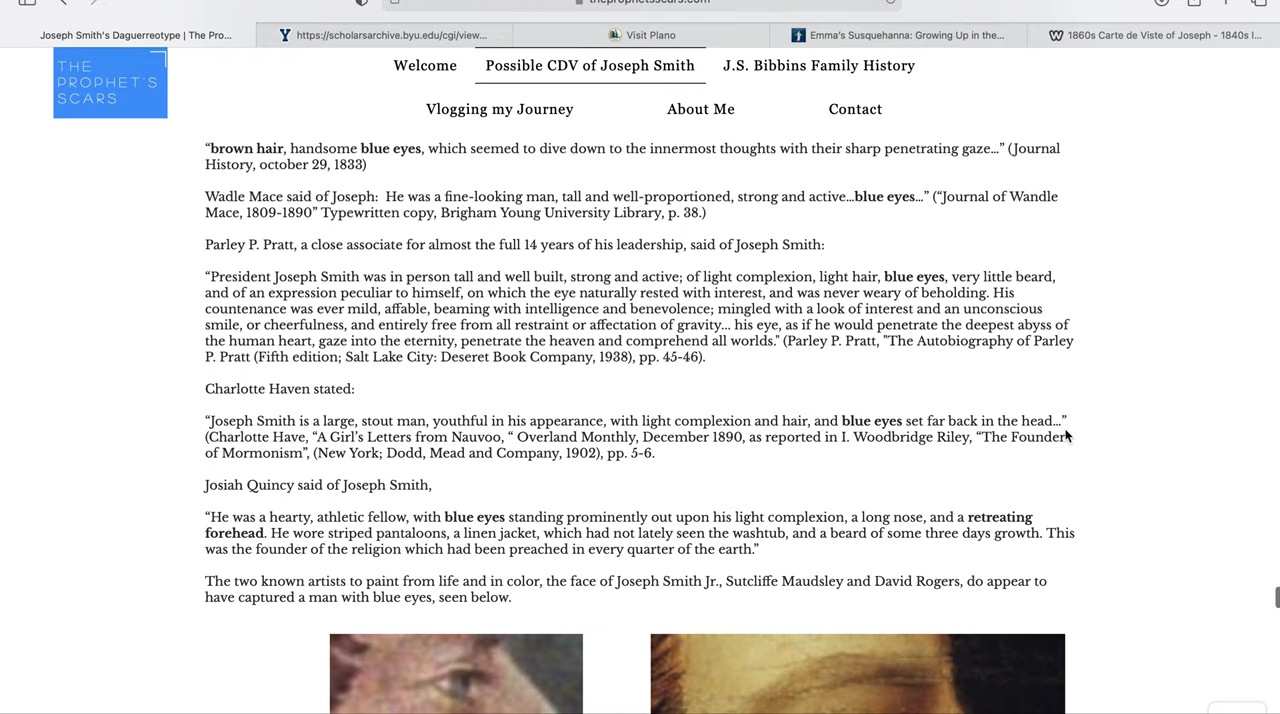 theprophetsscars.com
Joseph Smith's Daguerreotype | The Pro...
https://scholarsarchive.byu.edu/cgi/view...
Visit Plano
Emma's Susquehanna: Growing Up in the...
1860s Carte de Viste of Joseph - 1840s I...
THE
PROPHET'S
SCARS
Welcome
Possible CDV of Joseph Smith
J.S. Bibbins Family History
Vlogging my Journey
About Me
Contact
“brown hair, handsome blue eyes, which seemed to dive down to the innermost thoughts with their sharp penetrating gaze…” (Journal
History, october 29, 1833)
Wadle Mace said of Joseph:  He was a fine-looking man, tall and well-proportioned, strong and active…blue eyes…” (“Journal of Wandle
Mace, 1809-1890” Typewritten copy, Brigham Young University Library, p. 38.)
Parley P. Pratt, a close associate for almost the full 14 years of his leadership, said of Joseph Smith:
“President Joseph Smith was in person tall and well built, strong and active; of light complexion, light hair, blue eyes, very little beard,
and of an expression peculiar to himself, on which the eye naturally rested with interest, and was never weary of beholding. His
countenance was ever mild, affable, beaming with intelligence and benevolence; mingled with a look of interest and an unconscious
smile, or cheerfulness, and entirely free from all restraint or affectation of gravity... his eye, as if he would penetrate the deepest abyss of
the human heart, gaze into the eternity, penetrate the heaven and comprehend all worlds." (Parley P. Pratt, "The Autobiography of Parley
P. Pratt (Fifth edition; Salt Lake City: Deseret Book Company, 1938), pp. 45-46).
Charlotte Haven stated:
“Joseph Smith is a large, stout man, youthful in his appearance, with light complexion and hair, and blue eyes set far back in the head…”
(Charlotte Have, “A Girl’s Letters from Nauvoo, “ Overland Monthly, December 1890, as reported in I. Woodbridge Riley, “The Founder
of Mormonism”, (New York; Dodd, Mead and Company, 1902), pp. 5-6.
Josiah Quincy said of Joseph Smith,
“He was a hearty, athletic fellow, with blue eyes standing prominently out upon his light complexion, a long nose, and a retreating
forehead. He wore striped pantaloons, a linen jacket, which had not lately seen the washtub, and a beard of some three days growth. This
was the founder of the religion which had been preached in every quarter of the earth.”
The two known artists to paint from life and in color, the face of Joseph Smith Jr., Sutcliffe Maudsley and David Rogers, do appear to
have captured a man with blue eyes, seen below.